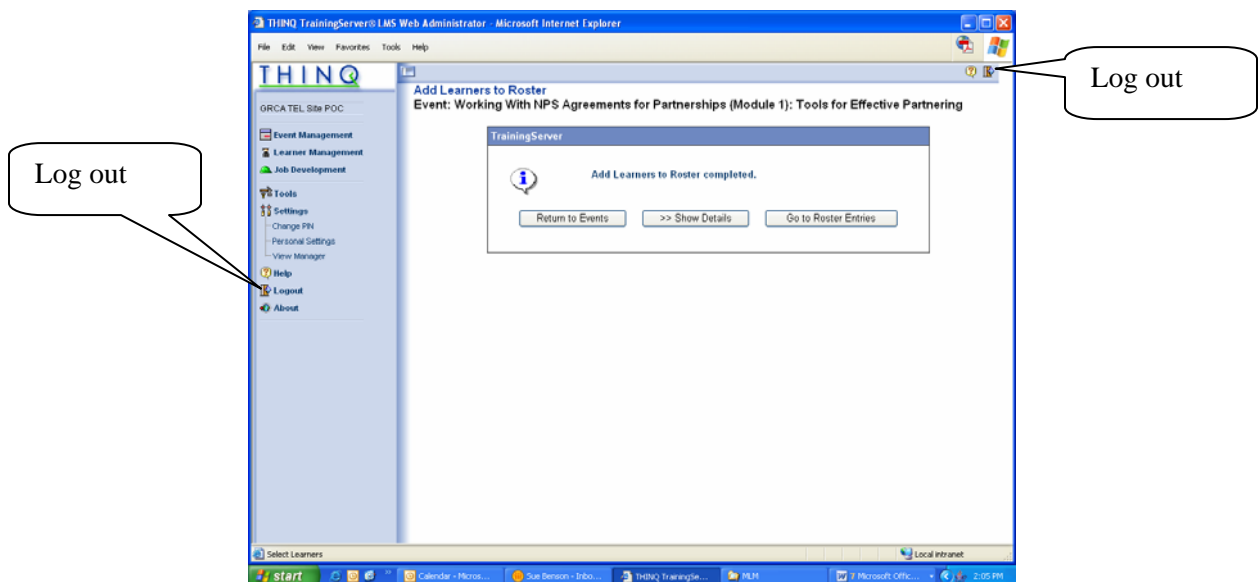 THINQ TrainingServer® LMS Web Administrator - Microsoft Internet Explorer
File Edit View Favorites Tools Help
THINQ
GRCA TEL Site POC
Event Management
Learner Management
Job Development
Tools
Settings
Change PIN
Personal Settings
View Manager
Help
Logout
About
Log out
Add Learners to Roster
Event: Working With NPS Agreements for Partnerships (Module 1): Tools for Effective Partnering
TrainingServer
Add Learners to Roster completed.
Return to Events >> Show Details Go to Roster Entries
Log out
Select Learners Local intranet
start Calendar - Micros... Sue Benson - Inbo... THINQ TrainingSe... MLM 7 Microsoft Offic... 2:05 PM